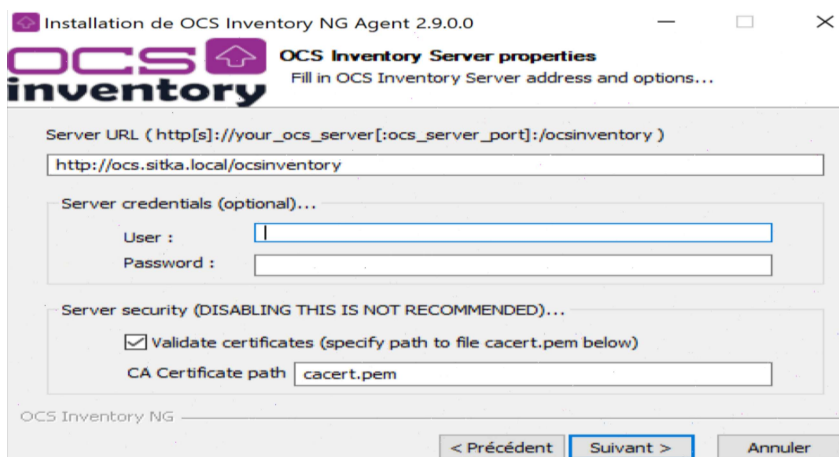 Installation de OCS Inventory NG Agent 2.9.0.0
OCS inventory
OCS Inventory Server properties
Fill in OCS Inventory Server address and options...
Server URL ( http[s]://your_ocs_server[:ocs_server_port]:/ocsinventory )
http://ocs.sitka.local/ocsinventory
Server credentials (optional)...
User :
Password :
Server security (DISABLING THIS IS NOT RECOMMENDED)...
Validate certificates (specify path to file cacert.pem below)
CA Certificate path cacert.pem
OCS Inventory NG
< Précédent Suivant > Annuler